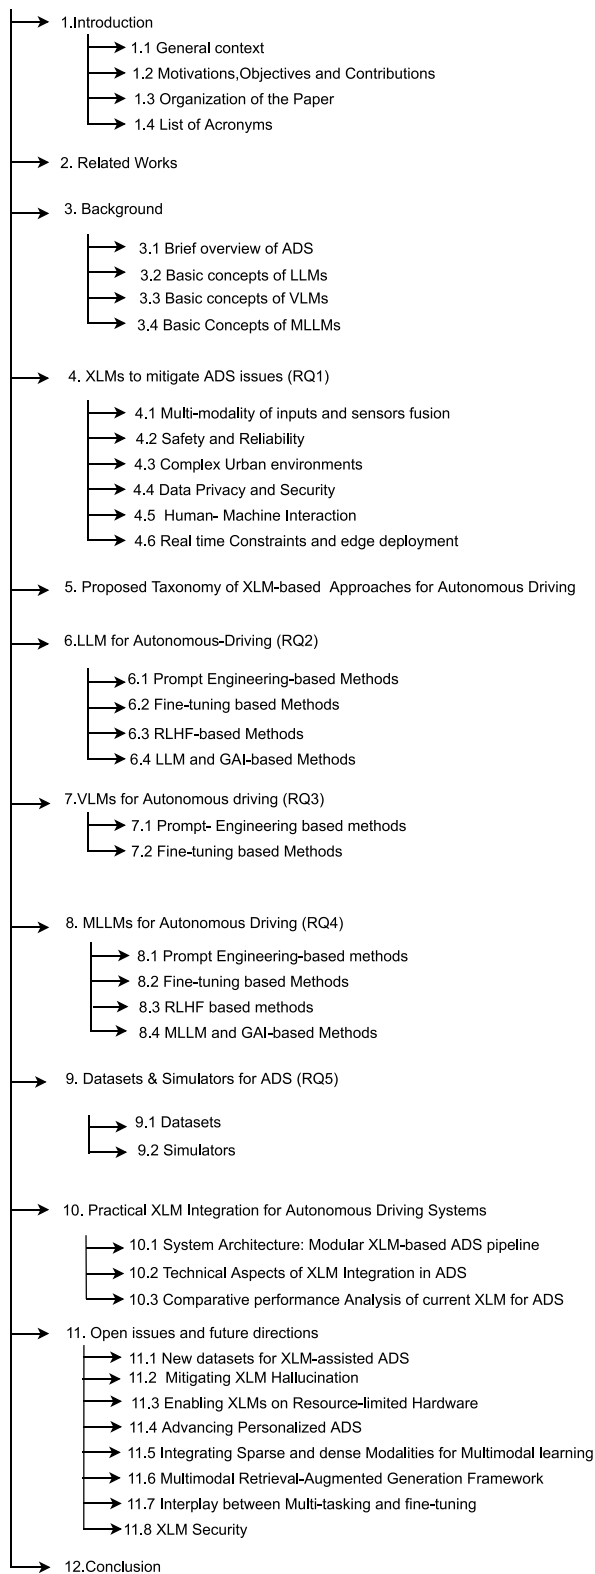 1.Introduction
1.1 General context
1.2 Motivations,Objectives and Contributions
1.3 Organization of the Paper
1.4 List of Acronyms
2. Related Works
3. Background
3.1 Brief overview of ADS
3.2 Basic concepts of LLMs
3.3 Basic concepts of VLMs
3.4 Basic Concepts of MLLMs
4. XLMs to mitigate ADS issues (RQ1)
4.1 Multi-modality of inputs and sensors fusion
4.2 Safety and Reliability
4.3 Complex Urban environments
4.4 Data Privacy and Security
4.5 Human- Machine Interaction
4.6 Real time Constraints and edge deployment
5. Proposed Taxonomy of XLM-based Approaches for Autonomous Driving
6.LLM for Autonomous-Driving (RQ2)
6.1 Prompt Engineering-based Methods
6.2 Fine-tuning based Methods
6.3 RLHF-based Methods
6.4 LLM and GAI-based Methods
7.VLMs for Autonomous driving (RQ3)
7.1 Prompt- Engineering based methods
7.2 Fine-tuning based Methods
8. MLLMs for Autonomous Driving (RQ4)
8.1 Prompt Engineering-based methods
8.2 Fine-tuning based Methods
8.3 RLHF based methods
8.4 MLLM and GAI-based Methods
9. Datasets & Simulators for ADS (RQ5)
9.1 Datasets
9.2 Simulators
10. Practical XLM Integration for Autonomous Driving Systems
10.1 System Architecture: Modular XLM-based ADS pipeline
10.2 Technical Aspects of XLM Integration in ADS
10.3 Comparative performance Analysis of current XLM for ADS
11. Open issues and future directions
11.1 New datasets for XLM-assisted ADS
11.2 Mitigating XLM Hallucination
11.3 Enabling XLMs on Resource-limited Hardware
11.4 Advancing Personalized ADS
11.5 Integrating Sparse and dense Modalities for Multimodal learning
11.6 Multimodal Retrieval-Augmented Generation Framework
11.7 Interplay between Multi-tasking and fine-tuning
11.8 XLM Security
12.Conclusion